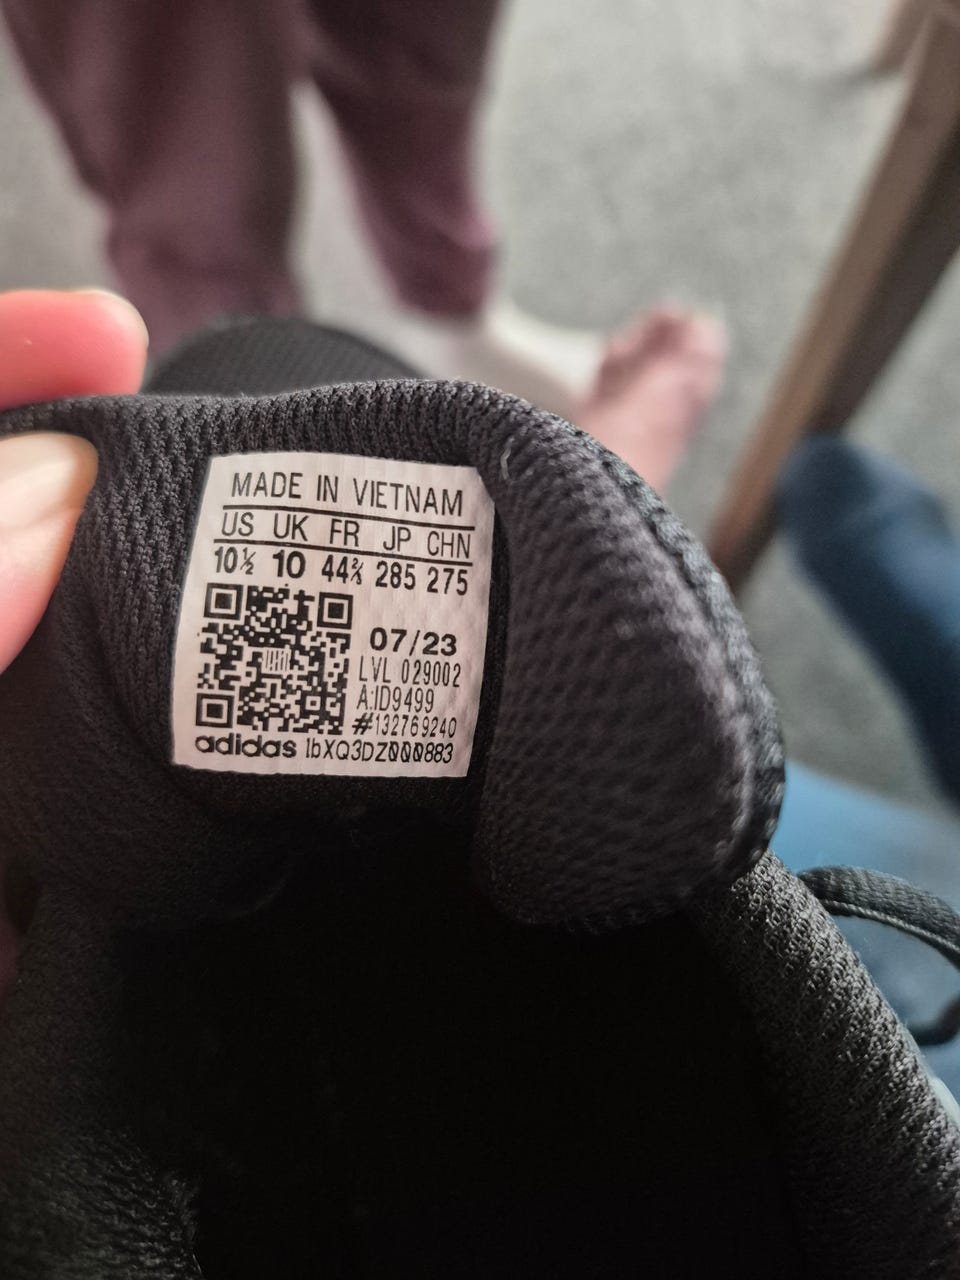 MADE IN VIETNAM
US UK FR JP CHN
10½ 10 44⅔ 285 275
07/23
LVL 029002
A:ID9499
#132769240
adidas 1bXQ3DZ000883